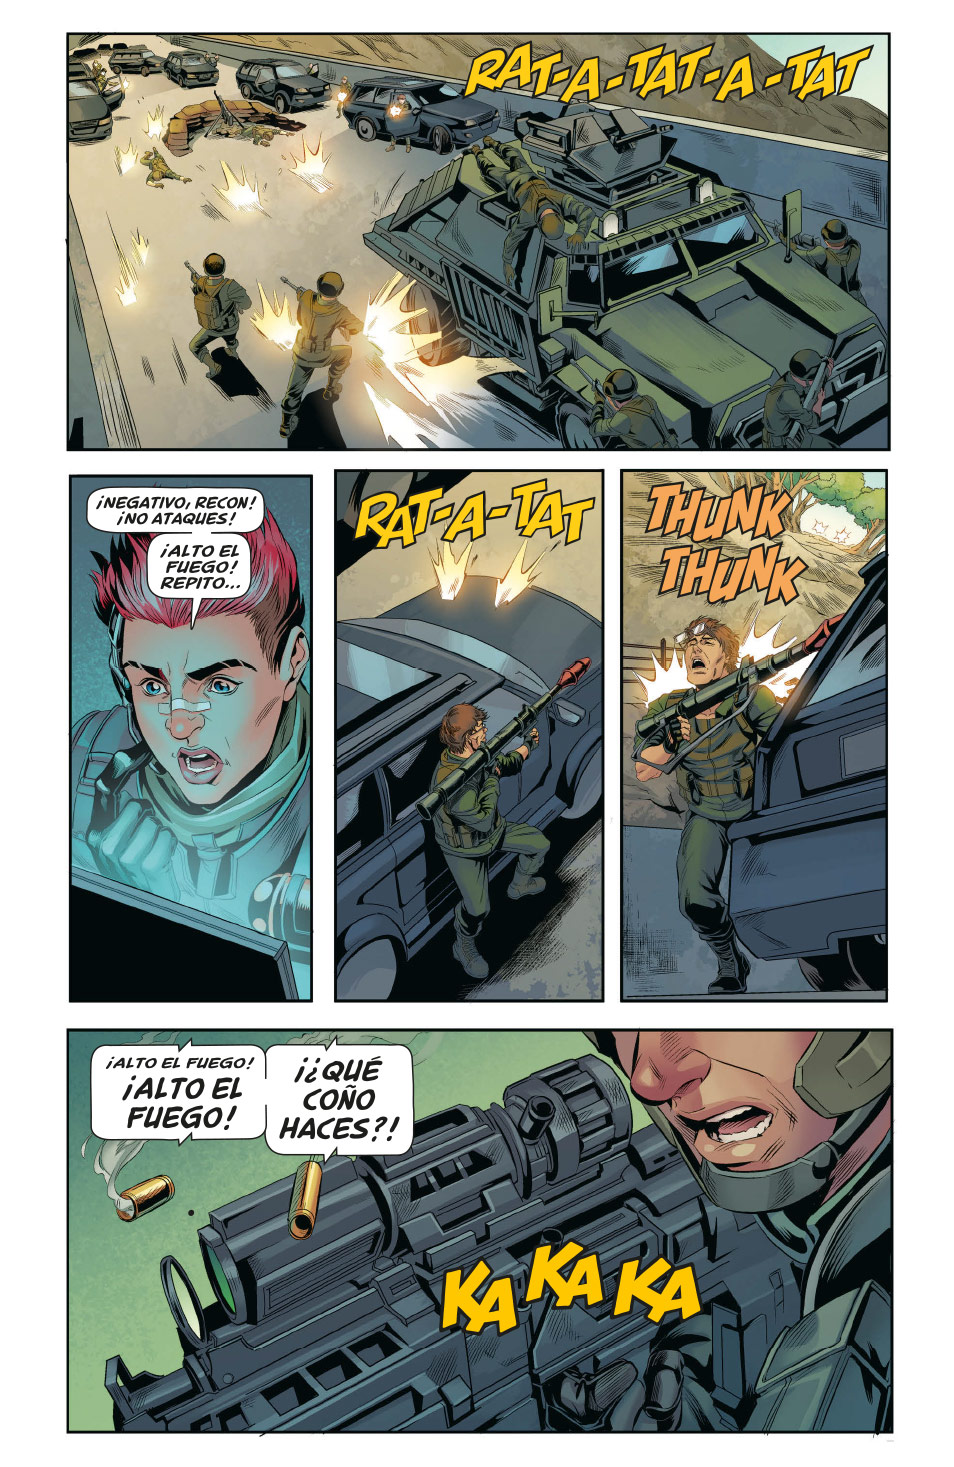 RAT-A-TAT-A-TAT
¡NEGATIVO, RECON!
¡NO ATAQUES!
¡ALTO EL
FUEGO!
REPITO...
RAT-A-TAT
THUNK
THUNK
¡ALTO EL FUEGO!
¡ALTO EL
FUEGO!
¡¿QUÉ
COÑO
HACES?!
KA KA KA